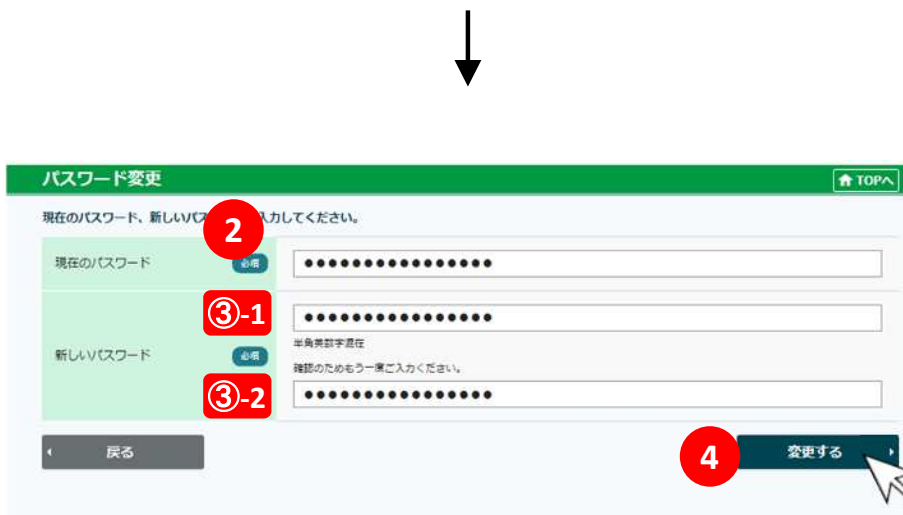 パスワード変更
TOPへ
現在のパスワード、新しいパス 入力してください。
2
現在のパスワード 必須
③-1
半角英数字混在
新しいパスワード 必須
確認のためもう一度ご入力ください。
③-2
戻る
4 変更する